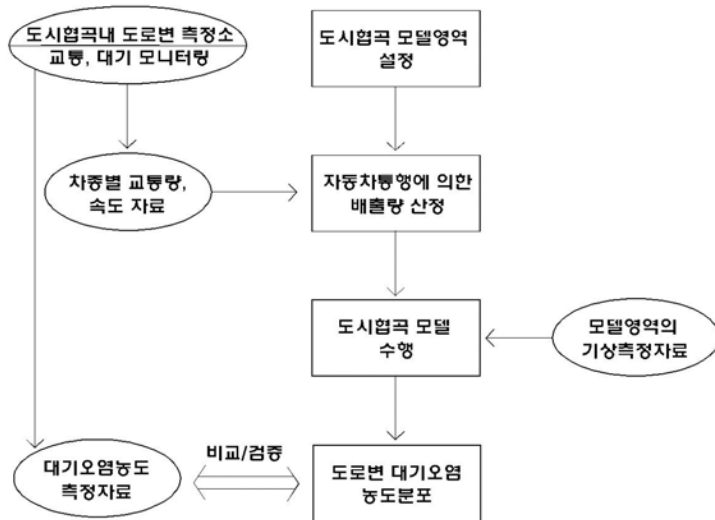 도시협곡내 도로변 측정소
교통, 대기 모니터링
도시협곡 모델영역
설정
차종별 교통량,
속도 자료
자동차통행에 의한
배출량 산정
도시협곡 모델
수행
모델영역의
기상측정자료
대기오염농도
측정자료
비교/검증
도로변 대기오염
농도분포